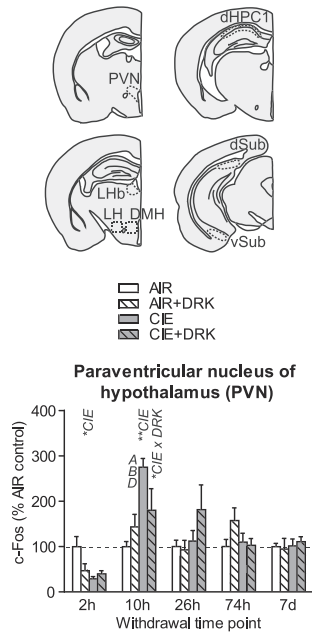 PVN
dHPC1
LHb
LH DMH
dSub
vSub
AIR
AIR+DRK
CIE
CIE+DRK
Paraventricular nucleus of
hypothalamus (PVN)
c-Fos (% AIR control)
400
300
200
100
0
*CIE
A
B
D
**CIE
*CIE x DRK
2h 10h 26h 74h 7d
Withdrawal time point